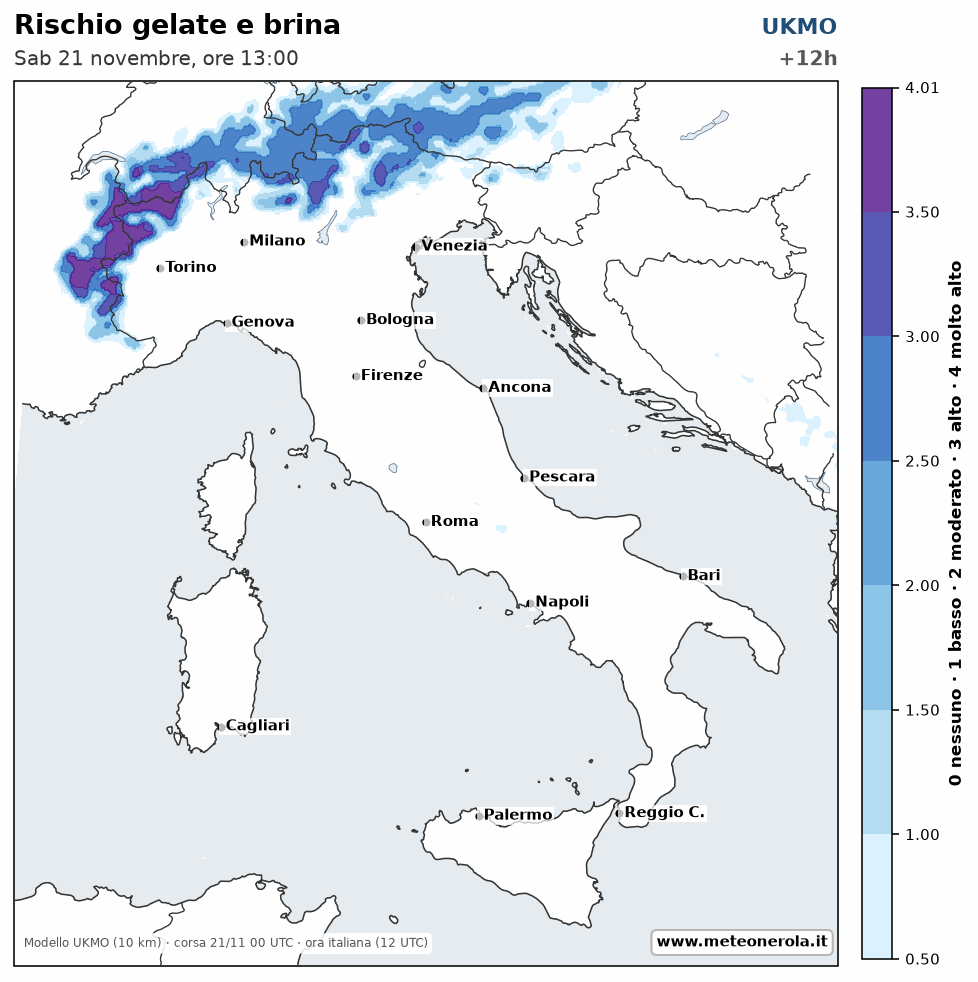 Rischio gelate e brina
UKMO
Sab 21 novembre, ore 13:00
+12h
4.01
3.50
3.00
2.50
2.00
1.50
1.00
0.50
0 nessuno · 1 basso · 2 moderato · 3 alto · 4 molto alto
Milano
Venezia
Torino
Genova
Bologna
Firenze
Ancona
Pescara
Roma
Bari
Napoli
Cagliari
Palermo
Reggio C.
Modello UKMO (10 km) · corsa 21/11 00 UTC · ora italiana (12 UTC)
www.meteonerola.it